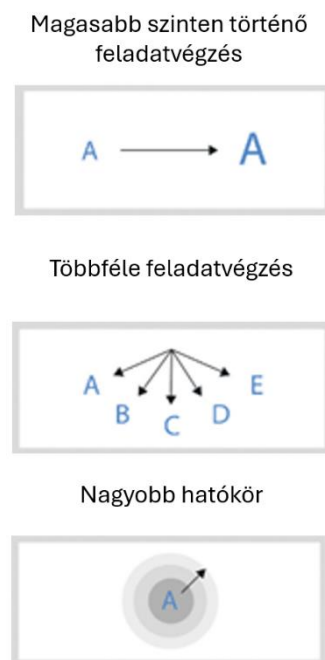 Magasabb szinten történő
feladatvégzés
A A
Többféle feladatvégzés
A E
B D
C
Nagyobb hatókör
A